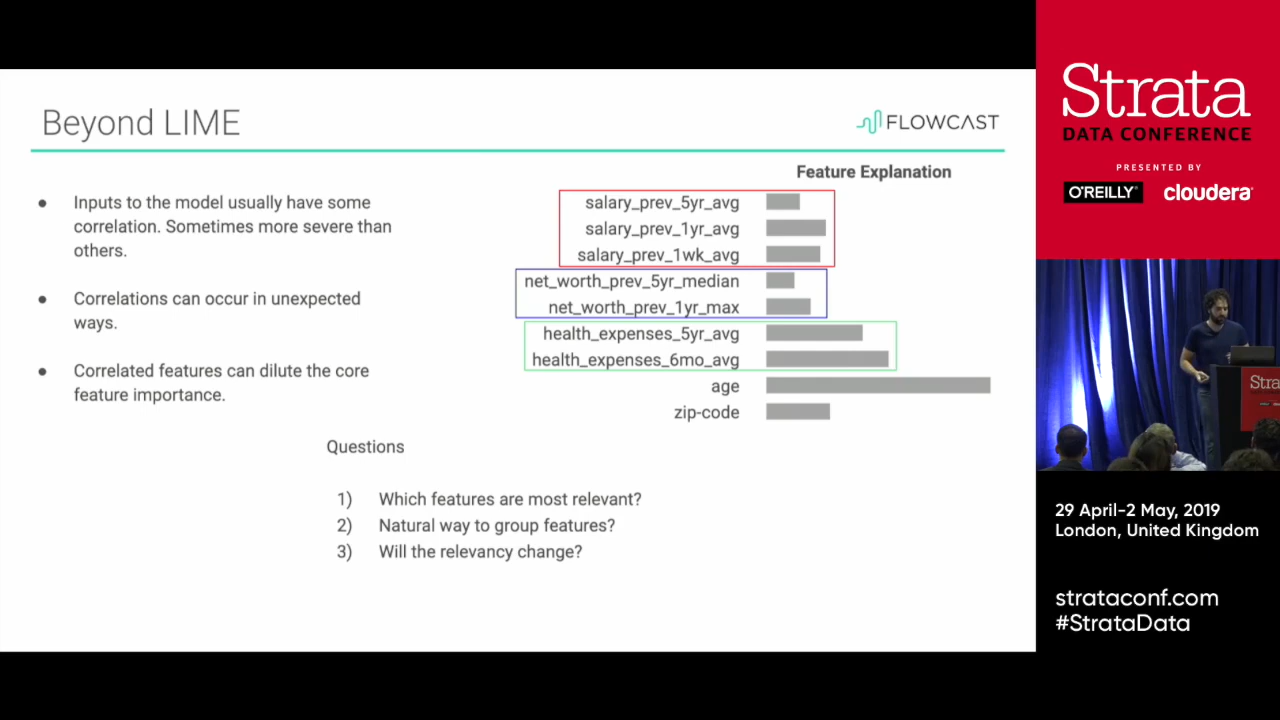 Beyond LIME
FLOWCAST
Feature Explanation
● Inputs to the model usually have some
correlation. Sometimes more severe than
others.
● Correlations can occur in unexpected
ways.
● Correlated features can dilute the core
feature importance.
salary_prev_5yr_avg
salary_prev_1yr_avg
salary_prev_1wk_avg
net_worth_prev_5yr_median
net_worth_prev_1yr_max
health_expenses_5yr_avg
health_expenses_6mo_avg
age
zip-code
Questions
1) Which features are most relevant?
2) Natural way to group features?
3) Will the relevancy change?
Strata
DATA CONFERENCE
PRESENTED BY
O'REILLY® cloudera®
Stra
29 April-2 May, 2019
London, United Kingdom
strataconf.com
#StrataData